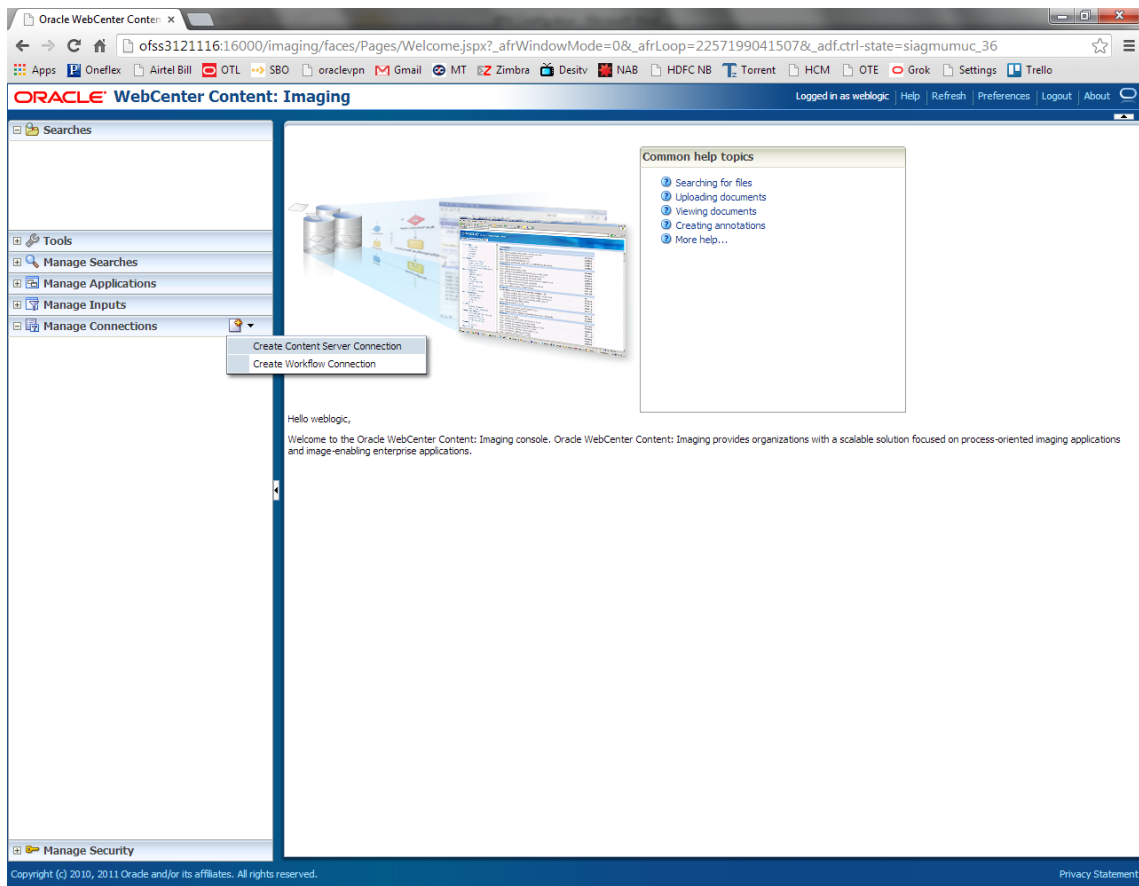 Oracle WebCenter Conten
ofss3121116:16000/imaging/faces/Pages/Welcome.jspx?_afrWindowMode=0&_afrLoop=2257199041507&_adf.ctrl-state=siagmumuc_36
Apps Oneflex Airtel Bill OTL SBO oraclevpn Gmail MT Zimbra Desitv NAB HDFC NB Torrent HCM OTE Grok Settings Trello
ORACLE WebCenter Content: Imaging
Logged in as weblogic Help Refresh Preferences Logout About
Searches
Tools
Manage Searches
Manage Applications
Manage Inputs
Manage Connections
Create Content Server Connection
Create Workflow Connection
Manage Security
Common help topics
Searching for files
Uploading documents
Viewing documents
Creating annotations
More help...
Hello weblogic,
Welcome to the Oracle WebCenter Content: Imaging console. Oracle WebCenter Content: Imaging provides organizations with a scalable solution focused on process-oriented imaging applications
and image-enabling enterprise applications.
Copyright (c) 2010, 2011 Oracle and/or its affiliates. All rights reserved.
Privacy Statement